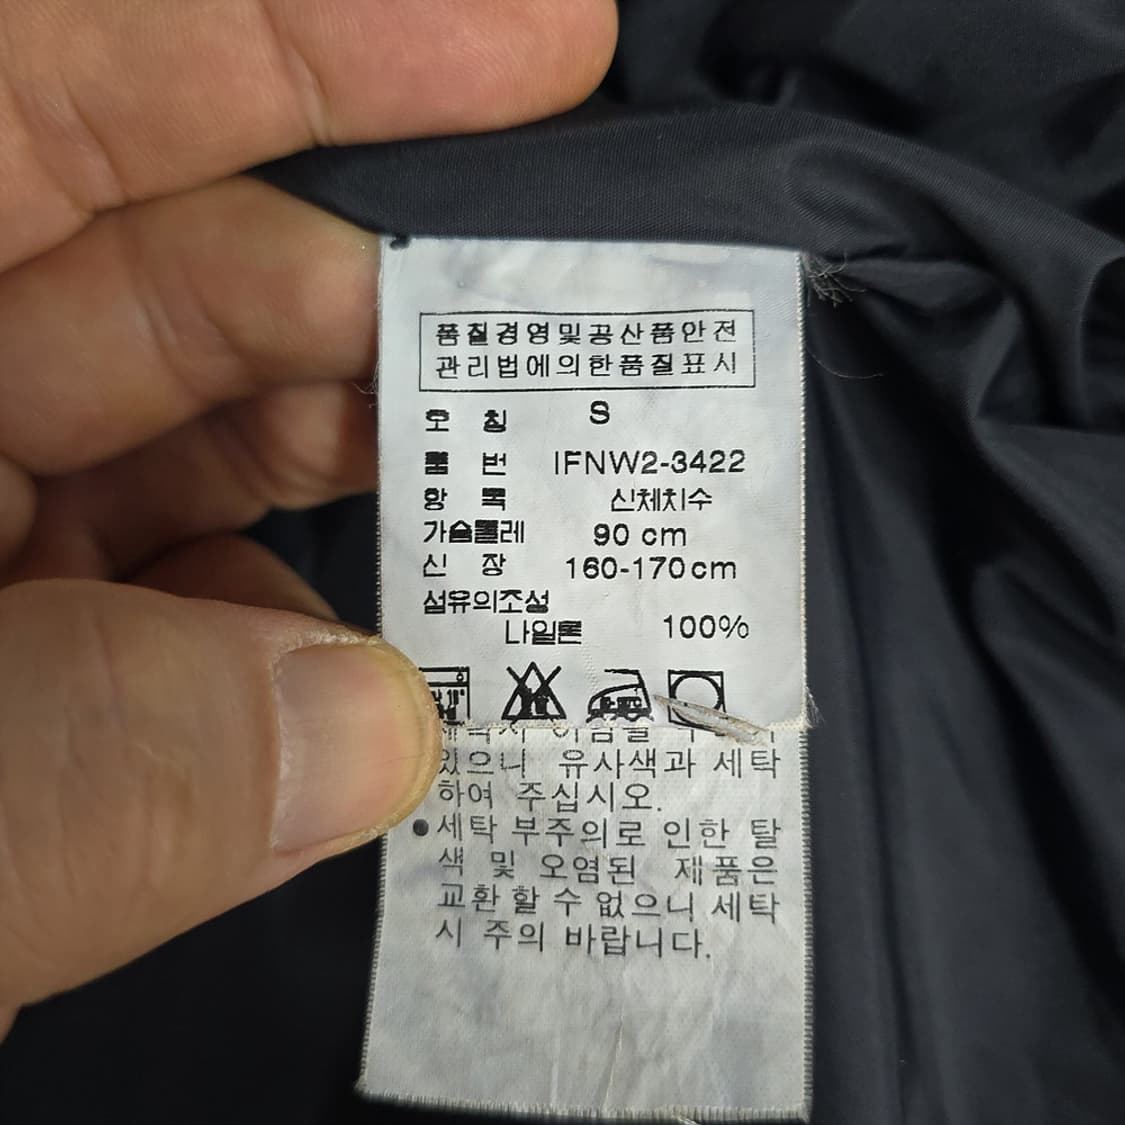 품질경영및공산품안전
관리법에의한품질표시
호 칭 S
품 번 IFNW2-3422
항 목 신체치수
가슴둘레 90 cm
신 장 160-170cm
섬유의조성
나일론 100%
있으니 유사색과 세탁
하여 주십시오.
●세탁 부주의로 인한 탈
색 및 오염된 제품은
교환 할 수 없으니 세탁
시 주의 바랍니다.